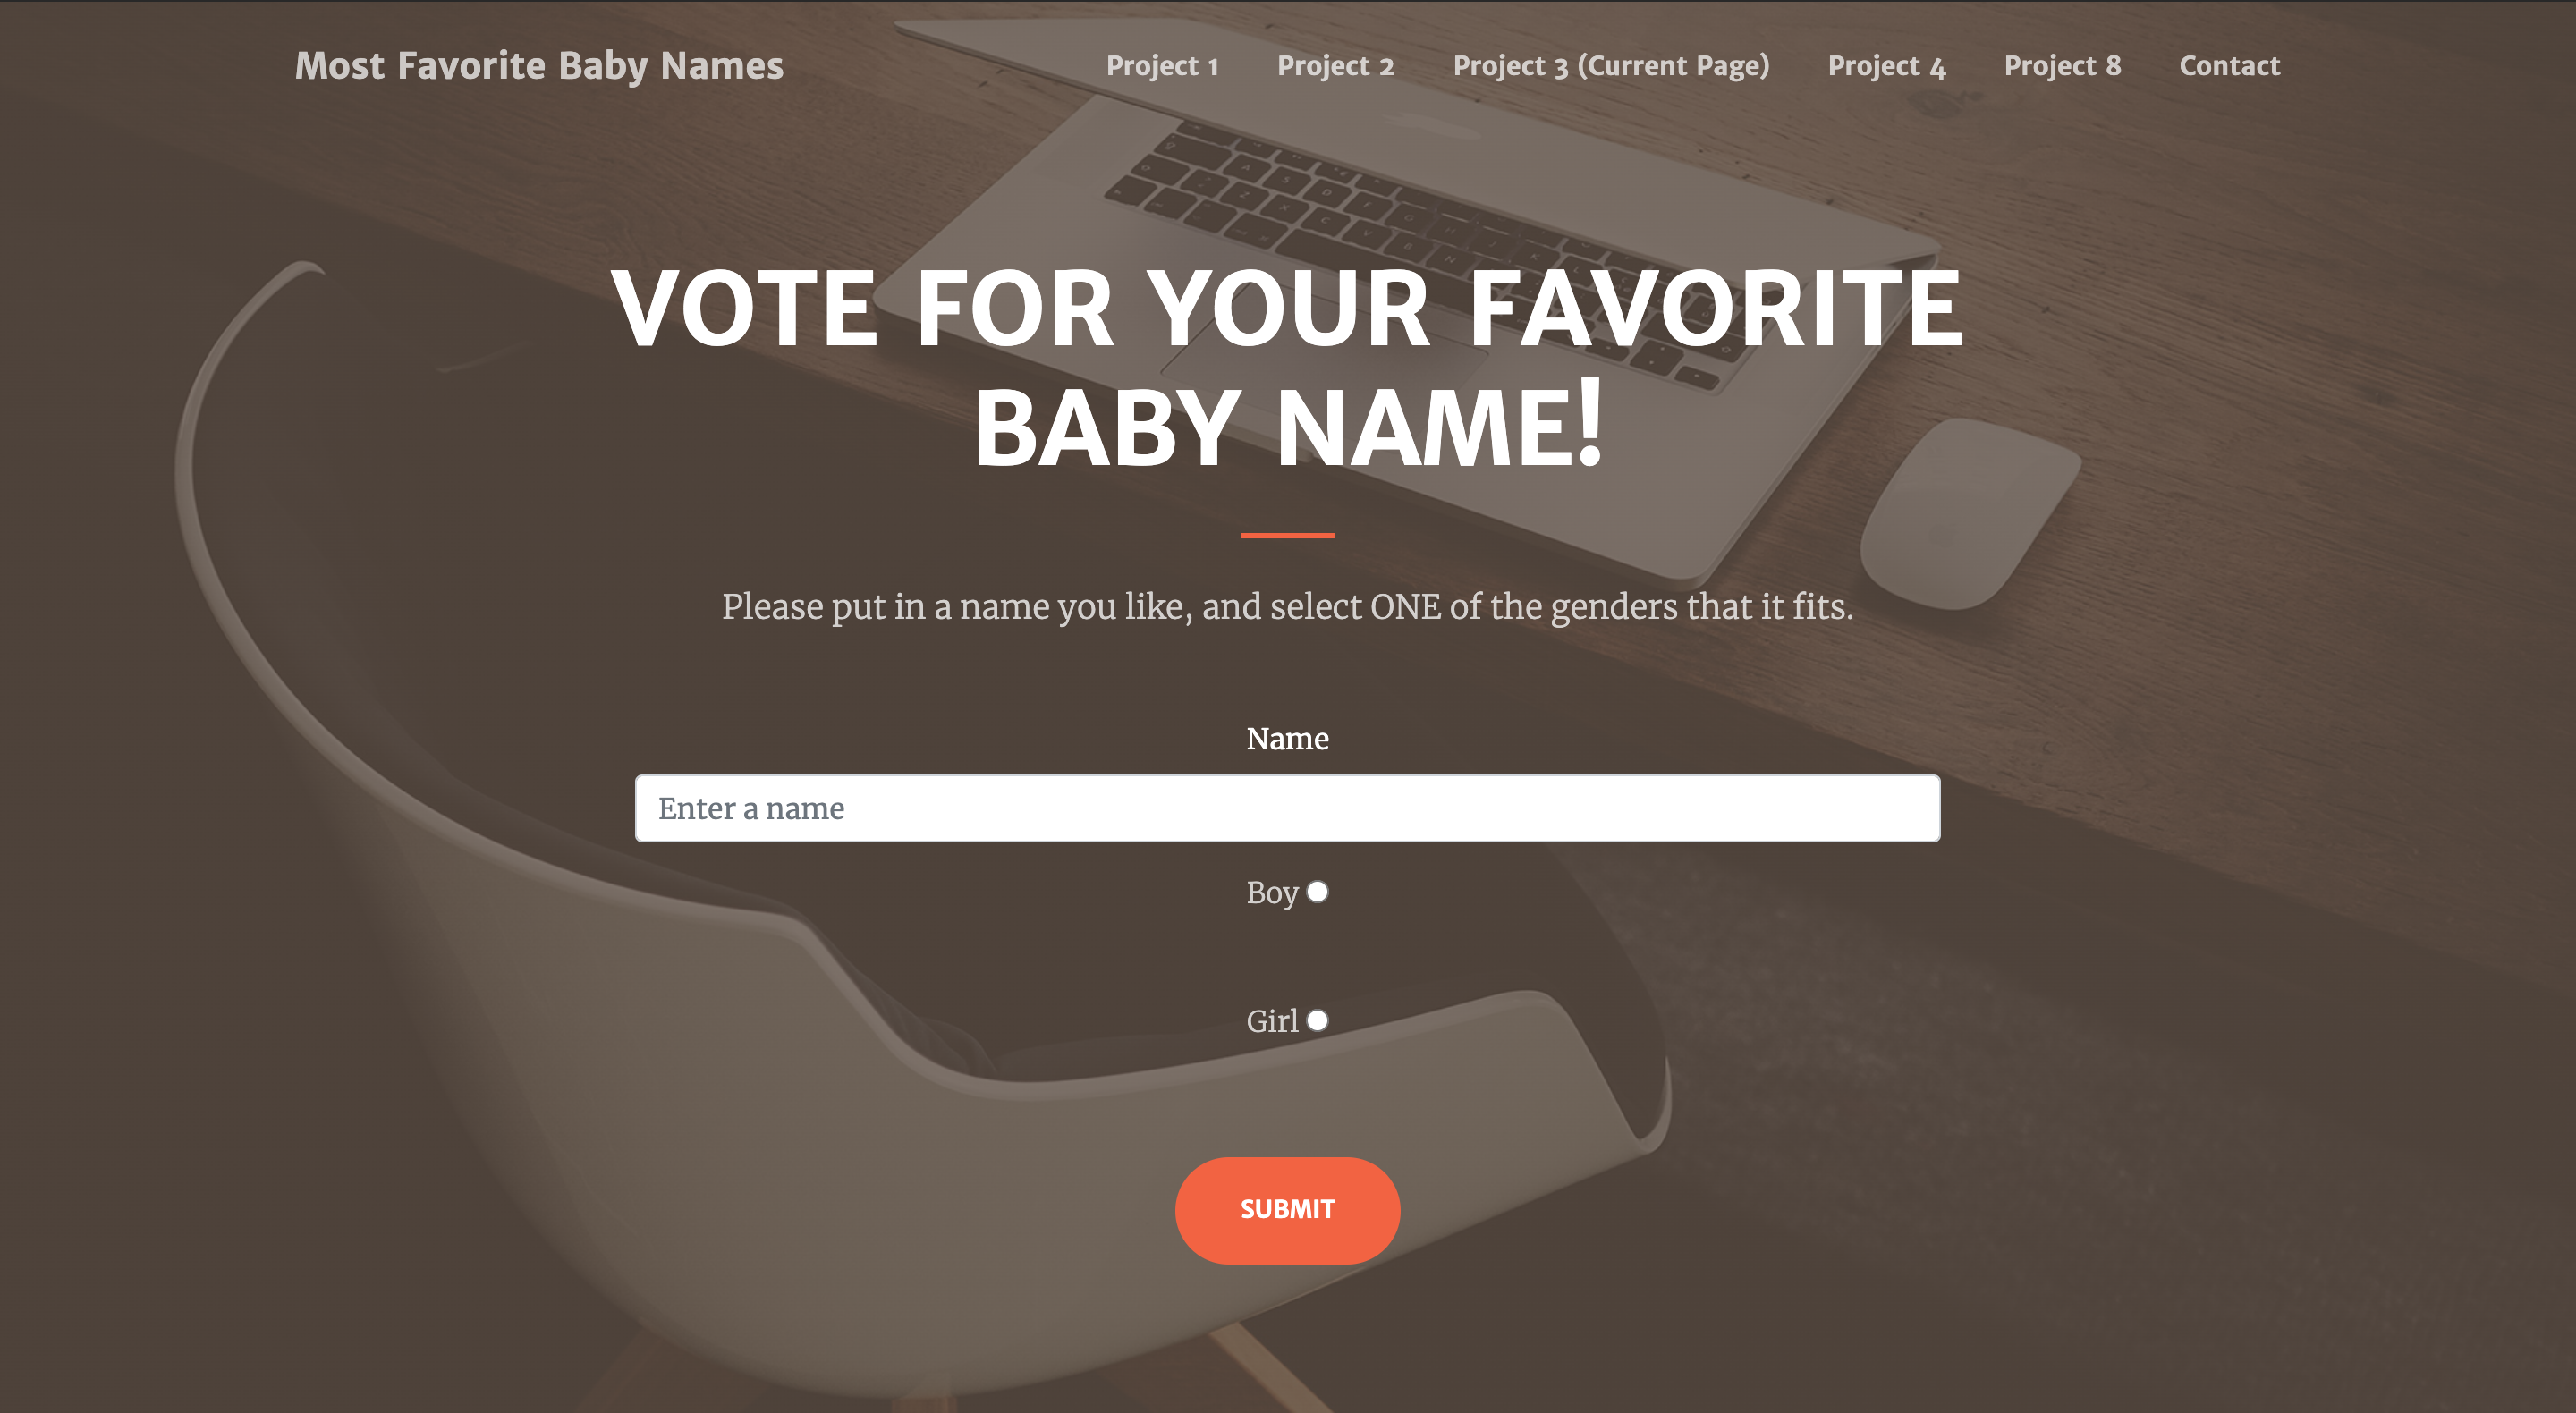 Most Favorite Baby Names
Project 1
Project 2
Project 3 (Current Page)
Project 4
Project 8
Contact
VOTE FOR YOUR FAVORITE
BABY NAME!
Please put in a name you like, and select ONE of the genders that it fits.
Name
Enter a name
Boy
Girl
SUBMIT